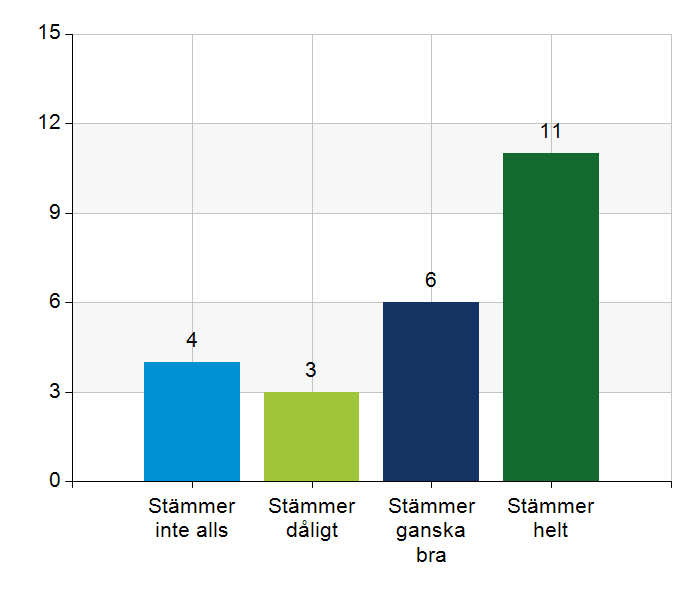 15
12
9
6
3
0
4
3
6
11
Stämmer
inte alls
Stämmer
dåligt
Stämmer
ganska
bra
Stämmer
helt